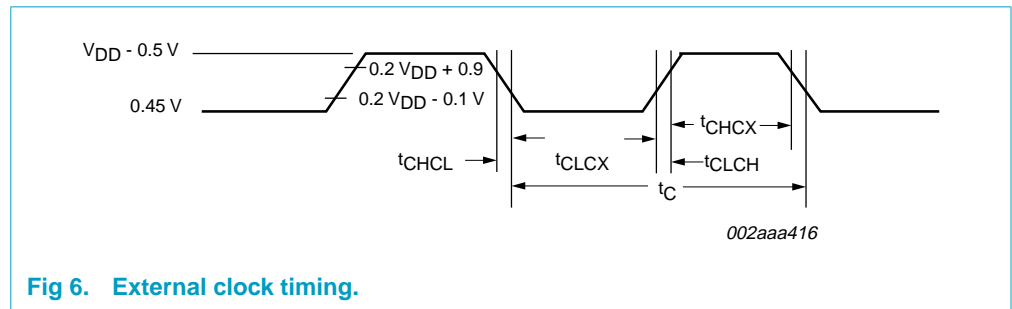 VDD - 0.5 V
0.2 VDD + 0.9
0.2 VDD - 0.1 V
0.45 V
tCHCX
tCHCL
tCLCX
tCLCH
tC
002aaa416
Fig 6. External clock timing.